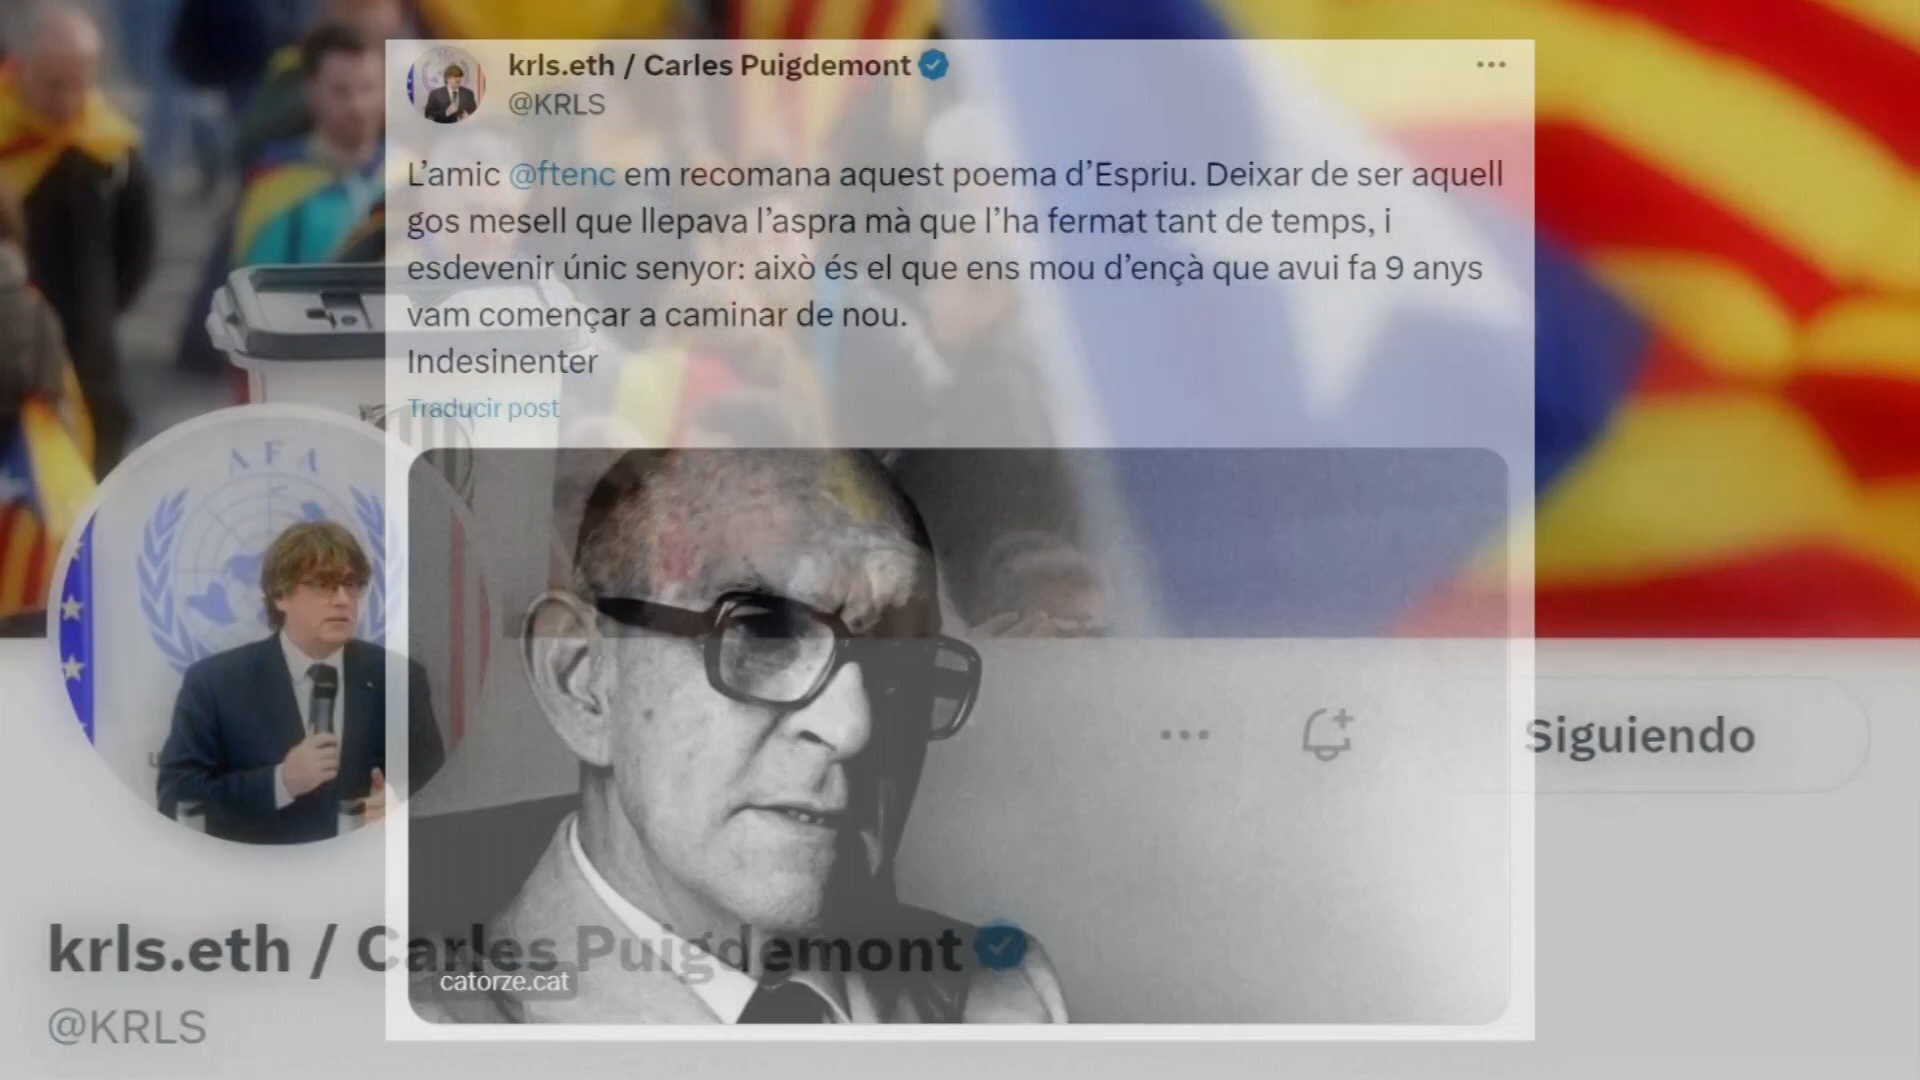 krls.eth / Carles Puigdemont
@KRLS
L’amic @ftenc em recomana aquest poema d’Espriu. Deixar de ser aquell
gos mesell que llepava l’aspra mà que l’ha fermat tant de temps, i
esdevenir únic senyor: això és el que ens mou d’ençà que avui fa 9 anys
vam començar a caminar de nou.
Indesinenter
Traducir post
AFA
Siguiendo
krls.eth / Carles Puigdemont
catorze.cat
@KRLS